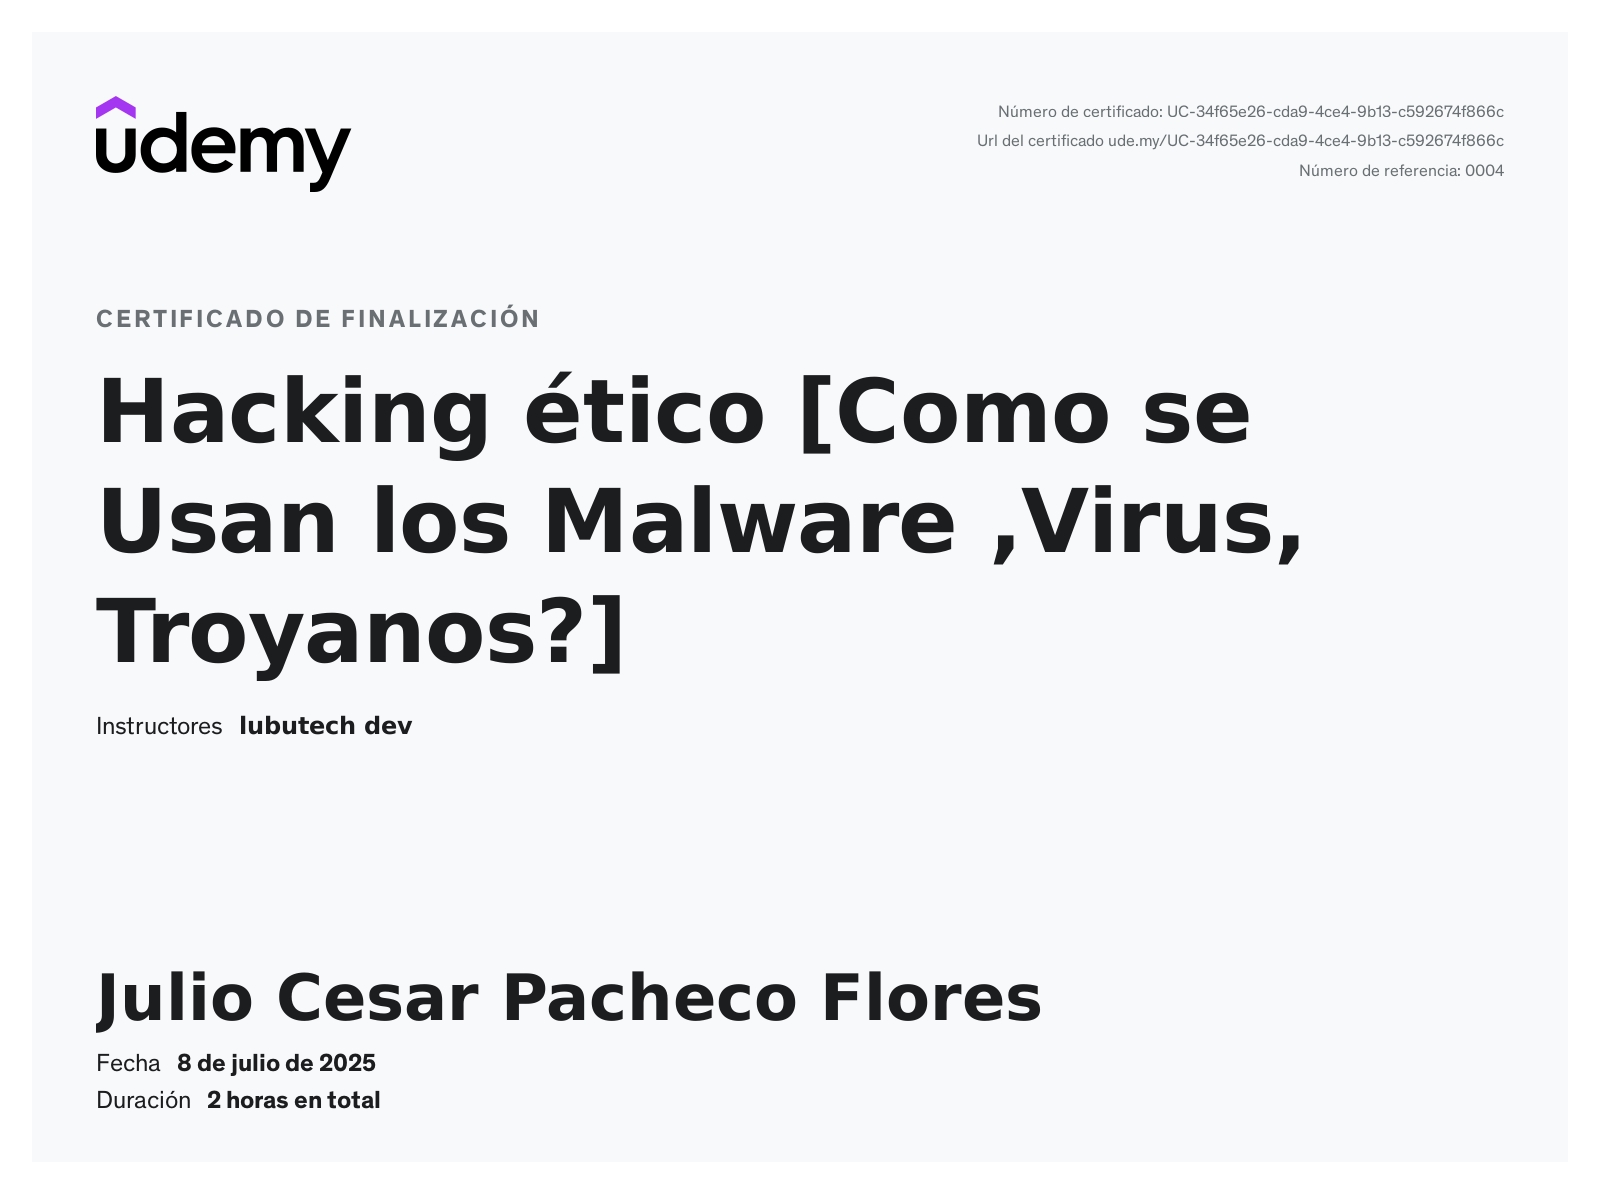 udemy
Número de certificado: UC-34f65e26-cda9-4ce4-9b13-c592674f866c
Url del certificado ude.my/UC-34f65e26-cda9-4ce4-9b13-c592674f866c
Número de referencia: 0004
CERTIFICADO DE FINALIZACIÓN
Hacking ético [Como se
Usan los Malware ,Virus,
Troyanos?]
Instructores lubutech dev
Julio Cesar Pacheco Flores
Fecha 8 de julio de 2025
Duración 2 horas en total